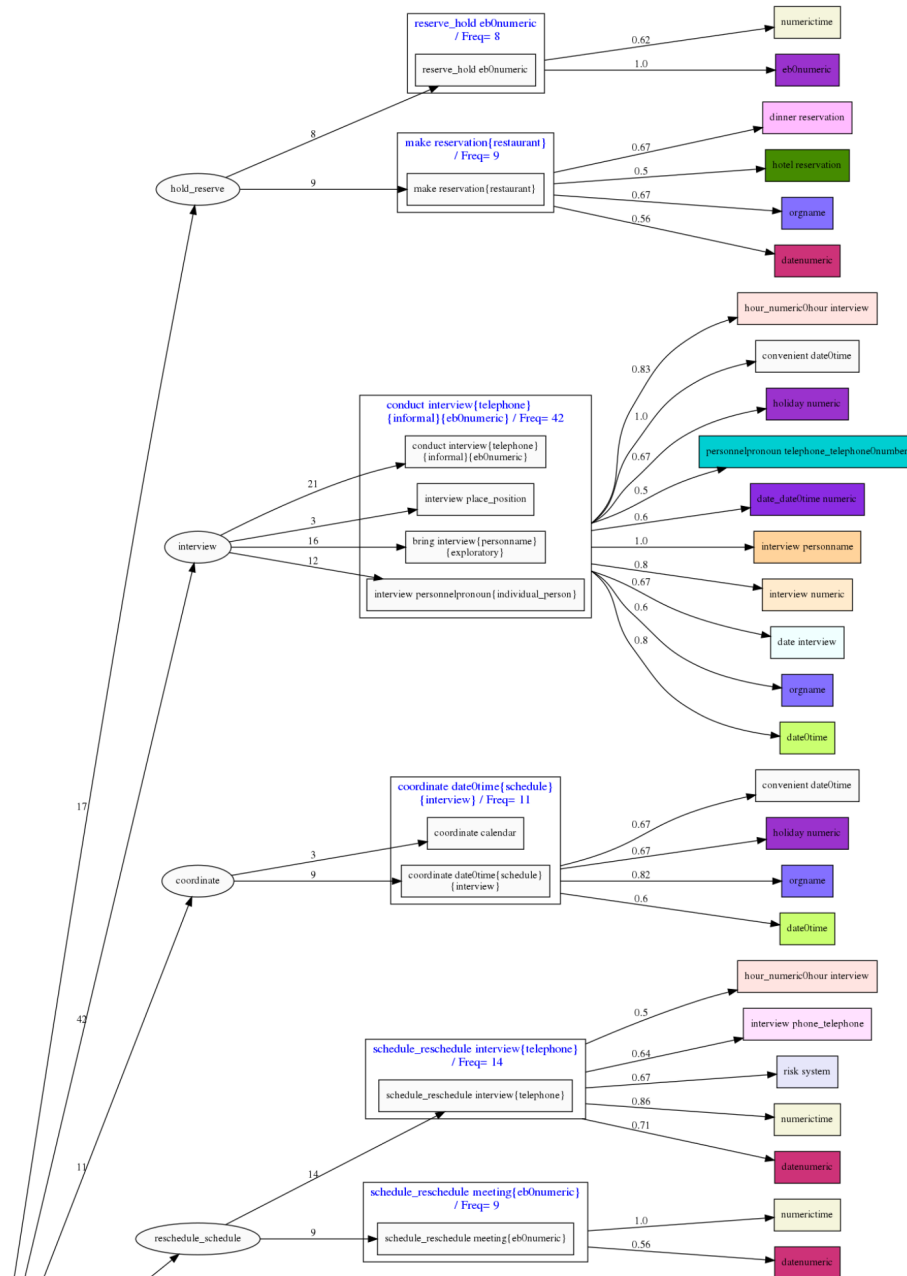 reserve_hold eb0numeric
/ Freq= 8
reserve_hold eb0numeric
0.62
1.0
numerictime
eb0numeric
8
hold_reserve
9
make reservation{restaurant}
/ Freq= 9
make reservation{restaurant}
0.67
0.5
0.67
0.56
dinner reservation
hotel reservation
orgname
datenumeric
17
interview
21
3
16
12
conduct interview{telephone}
{informal}{eb0numeric} / Freq= 42
conduct interview{telephone}
{informal}{eb0numeric}
interview place_position
bring interview{personname}
{exploratory}
interview personnelpronoun{individual_person}
0.83
1.0
0.67
0.5
0.6
1.0
0.8
0.67
0.6
0.8
hour_numeric0hour interview
convenient date0time
holiday numeric
personnelpronoun telephone_telephone0number
date_date0time numeric
interview personname
interview numeric
date interview
orgname
date0time
42
coordinate
3
9
coordinate date0time{schedule}
{interview} / Freq= 11
coordinate calendar
coordinate date0time{schedule}
{interview}
0.67
0.67
0.82
0.6
convenient date0time
holiday numeric
orgname
date0time
11
reschedule_schedule
14
9
schedule_reschedule interview{telephone}
/ Freq= 14
schedule_reschedule interview{telephone}
0.5
0.64
0.67
0.86
0.71
hour_numeric0hour interview
interview phone_telephone
risk system
numerictime
datenumeric
schedule_reschedule meeting{eb0numeric}
/ Freq= 9
schedule_reschedule meeting{eb0numeric}
1.0
0.56
numerictime
datenumeric